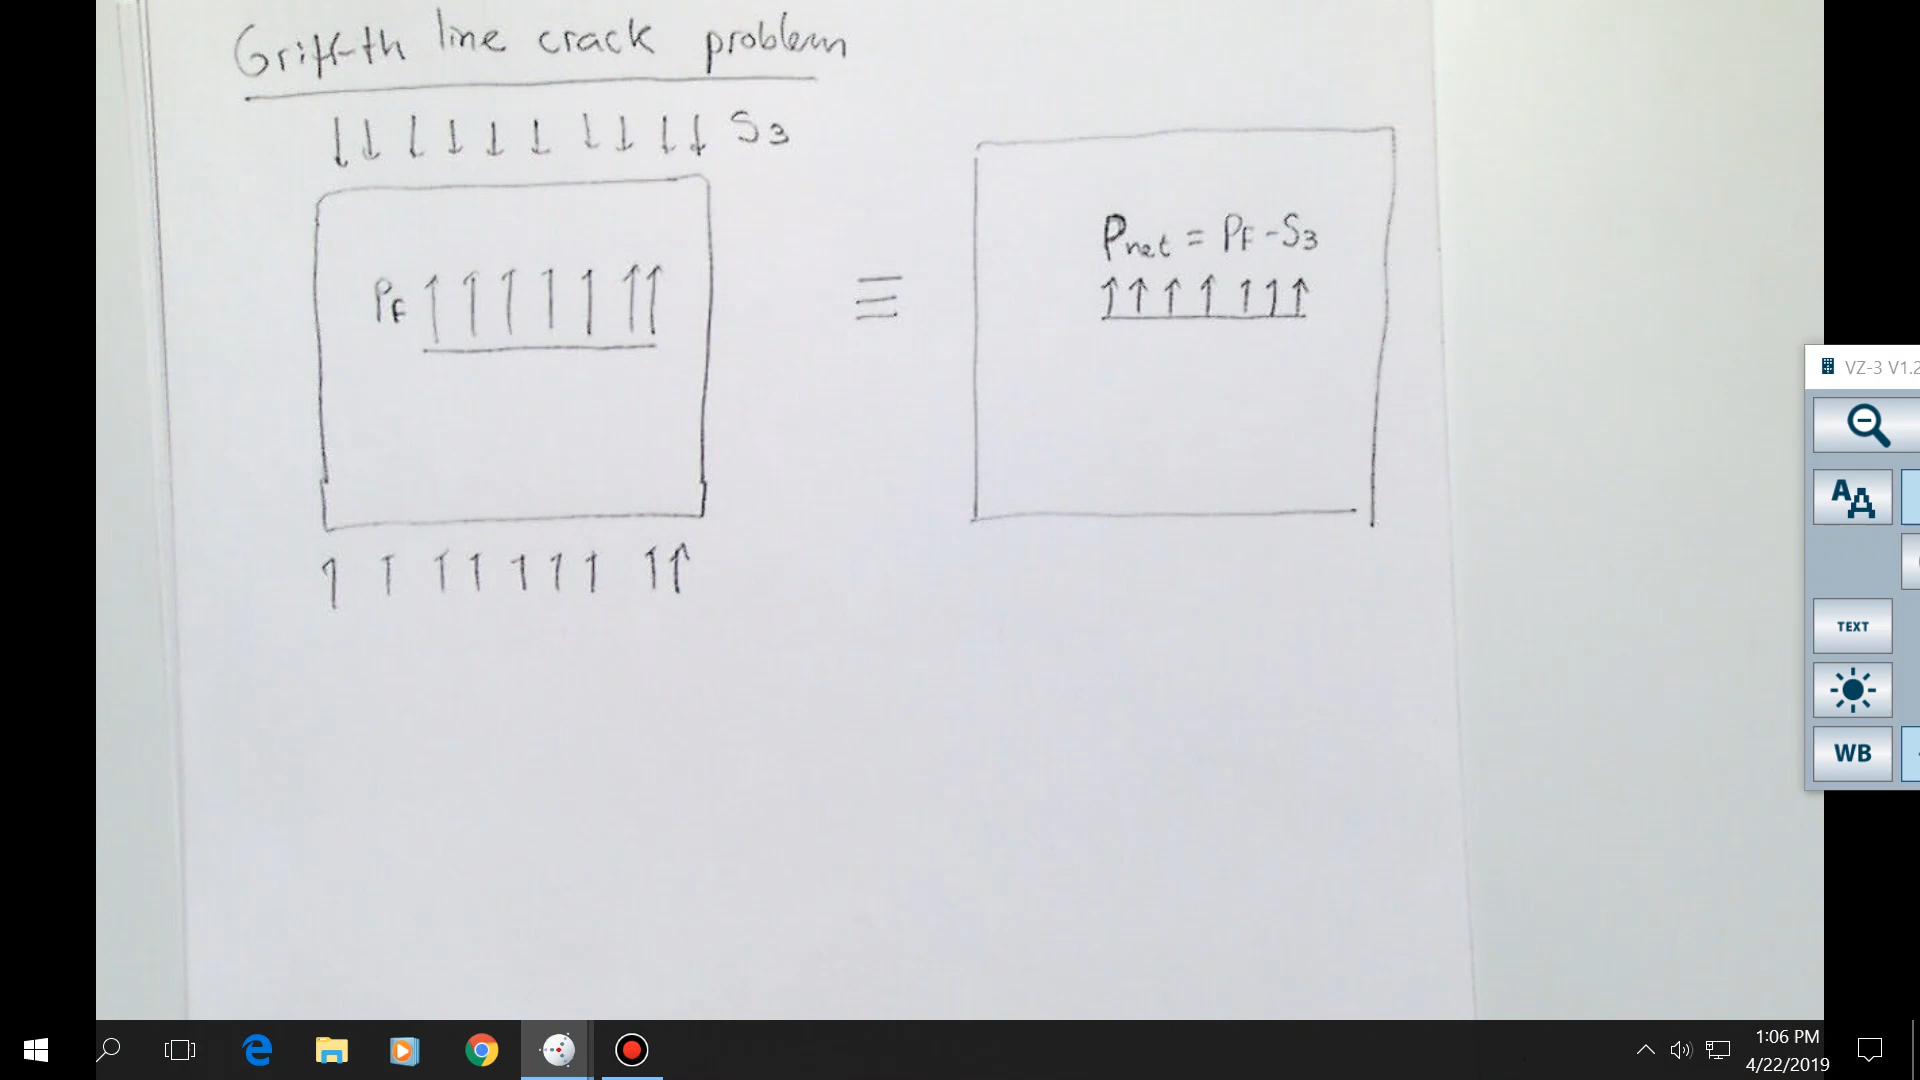 Griffith line crack problem
S3
PF
Pnet = PF - S3
≡
VZ-3 V1.2
AA
TEXT
WB
1:06 PM
4/22/2019